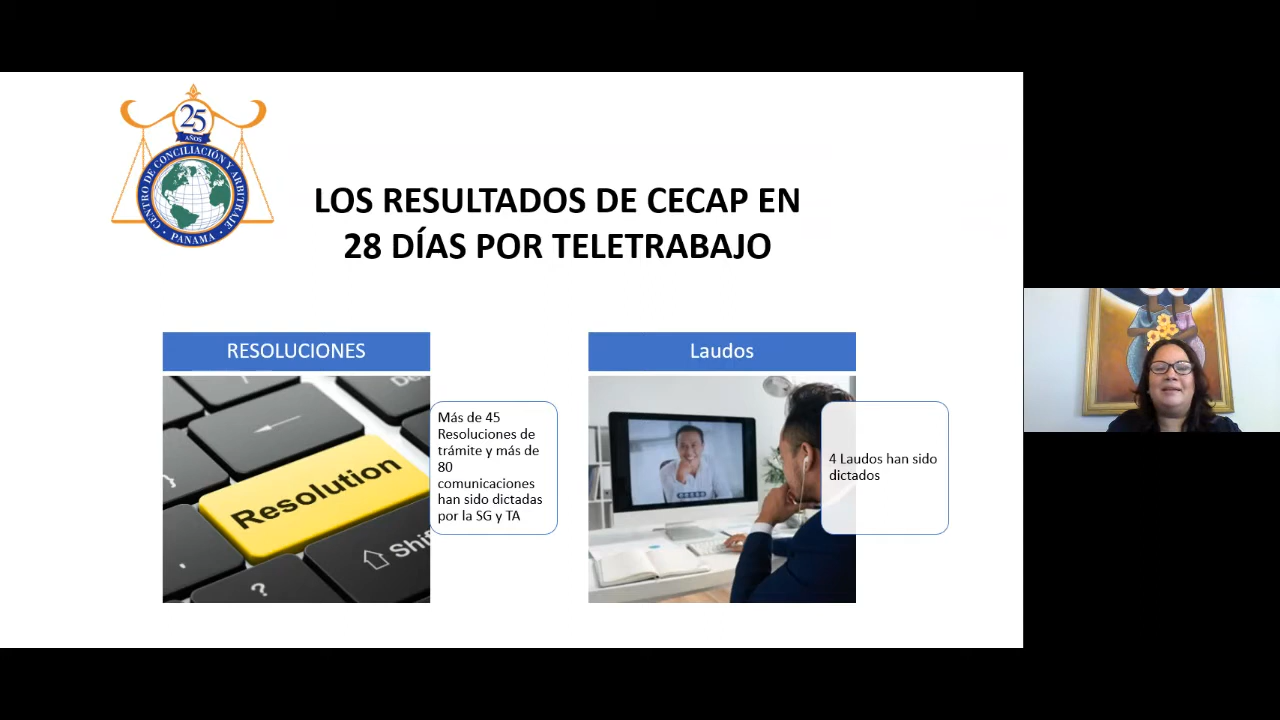 25
AÑOS
CENTRO DE CONCILIACIÓN Y ARBITRAJE
• PANAMA •
LOS RESULTADOS DE CECAP EN
28 DÍAS POR TELETRABAJO
RESOLUCIONES
Resolution
Shif
?
Más de 45
Resoluciones de
trámite y más de
80
comunicaciones
han sido dictadas
por la SG y TA
Laudos
4 Laudos han sido
dictados